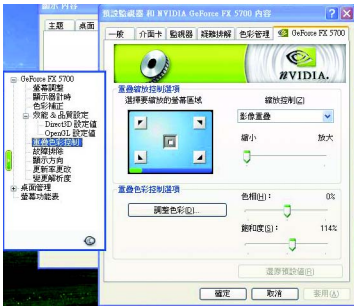 顯示 內容
主題
桌面
預設監視器 和 NVIDIA GeForce FX 5700 內容
一般
介面卡
監視器
疑難排解
色彩管理
GeForce FX 5700
GeForce FX 5700
螢幕調整
顯示器計時
色彩補正
效能 & 品質設定
Direct3D 設定值
OpenGL 設定值
重疊色彩控制
故障排除
顯示方向
更新率更改
變更解析度
桌面管理
螢幕功能表
NVIDIA.
重疊縮放控制選項
選擇要縮放的螢幕區域
縮放控制(Z)
影像重疊
縮小
放大
重疊色彩控制選項
調整色彩(D)...
色相(H):
0%
飽和度(S):
114%
還原預設值(R)
確定
取消
套用(A)